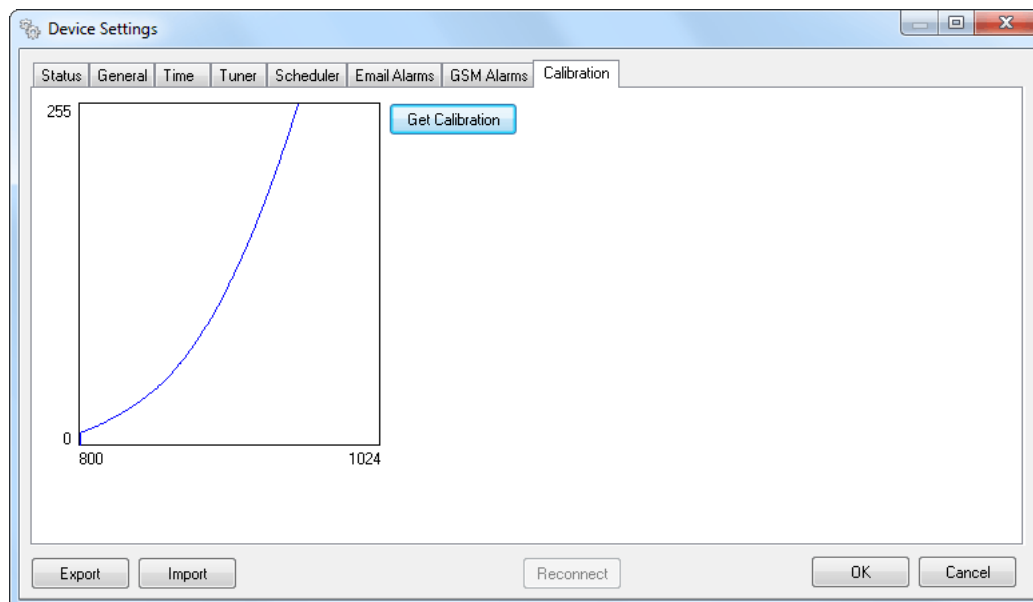 Device Settings
Status General Time Tuner Scheduler Email Alarms GSM Alarms Calibration
255
Get Calibration
0
800 1024
Export Import Reconnect OK Cancel